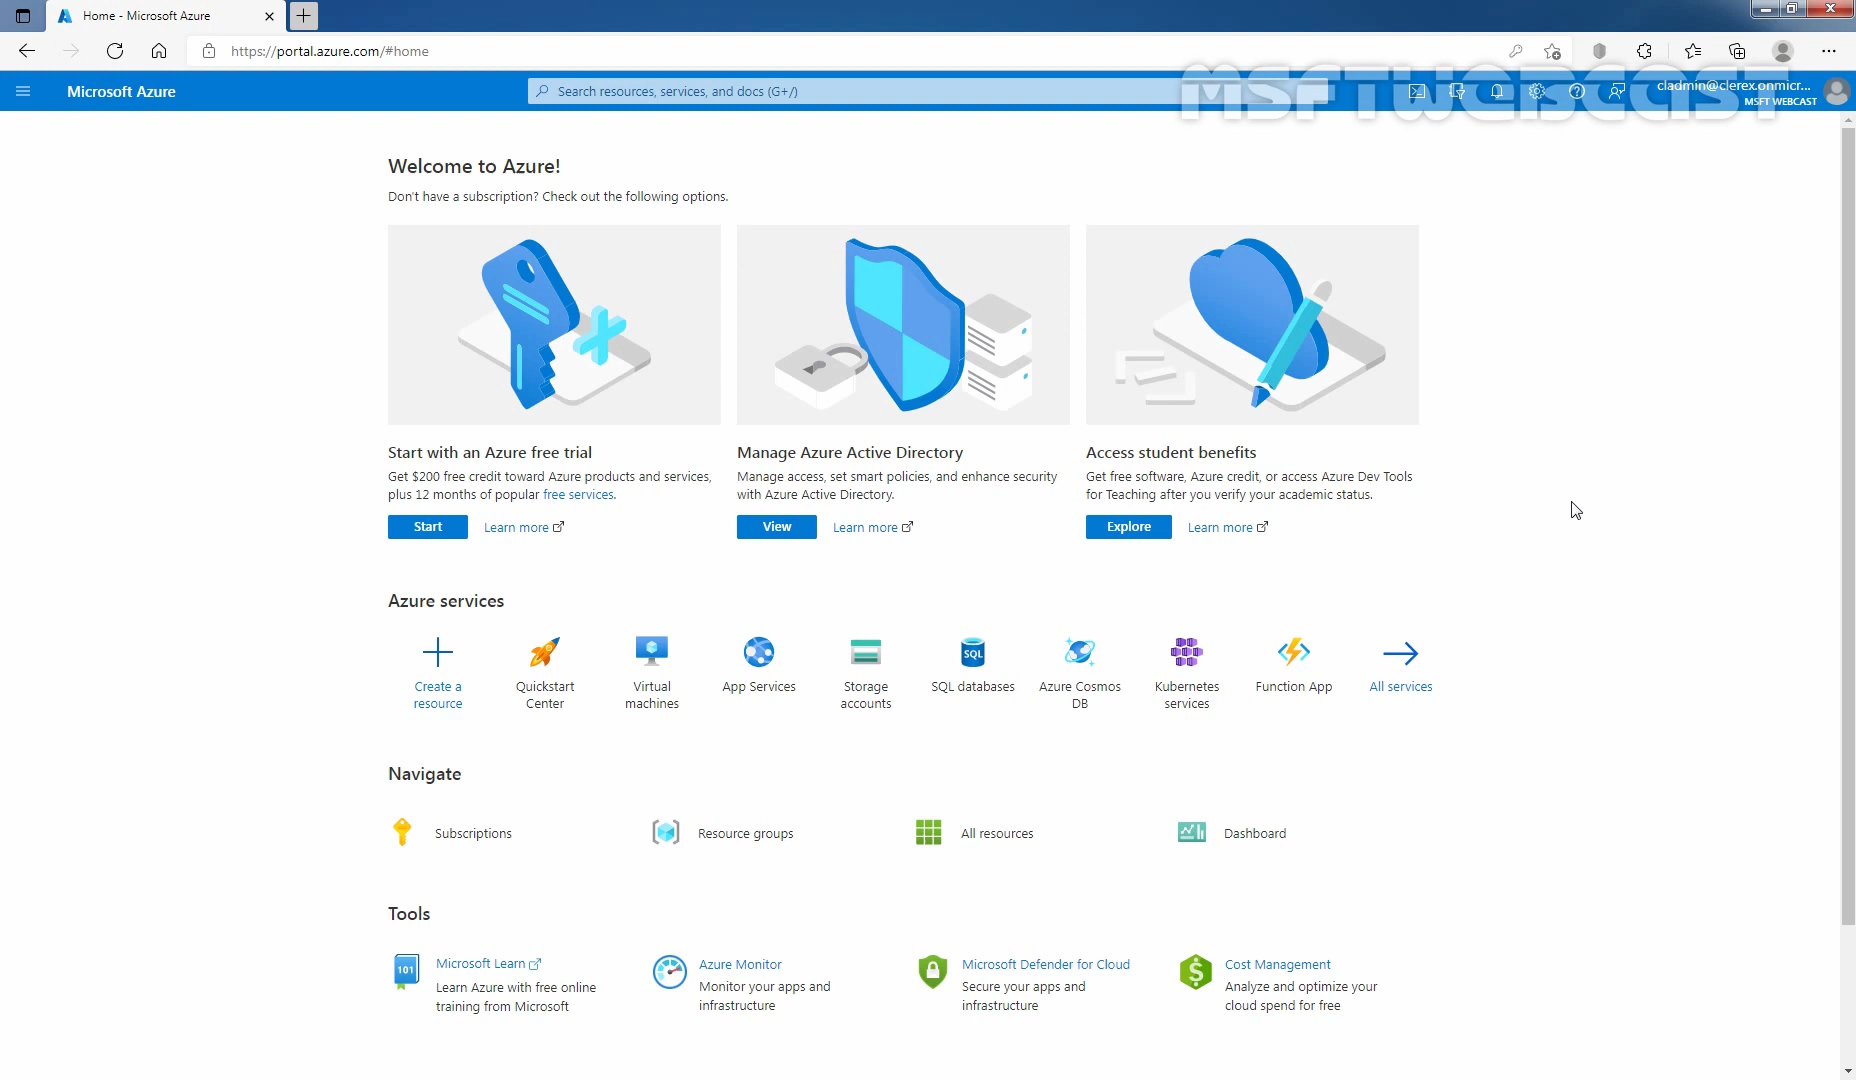 Home - Microsoft Azure
https://portal.azure.com/#home
Microsoft Azure
Search resources, services, and docs (G+/)
MSFTWEBCAST
cladmin@clerex.onmicr...
MSFT WEBCAST
Welcome to Azure!
Don't have a subscription? Check out the following options.
Start with an Azure free trial
Get $200 free credit toward Azure products and services,
plus 12 months of popular free services.
Start
Learn more
Manage Azure Active Directory
Manage access, set smart policies, and enhance security
with Azure Active Directory.
View
Learn more
Access student benefits
Get free software, Azure credit, or access Azure Dev Tools
for Teaching after you verify your academic status.
Explore
Learn more
Azure services
Create a
resource
Quickstart
Center
Virtual
machines
App Services
Storage
accounts
SQL
SQL databases
Azure Cosmos
DB
Kubernetes
services
Function App
All services
Navigate
Subscriptions
Resource groups
All resources
Dashboard
Tools
101
Microsoft Learn
Learn Azure with free online
training from Microsoft
Azure Monitor
Monitor your apps and
infrastructure
Microsoft Defender for Cloud
Secure your apps and
infrastructure
$
Cost Management
Analyze and optimize your
cloud spend for free